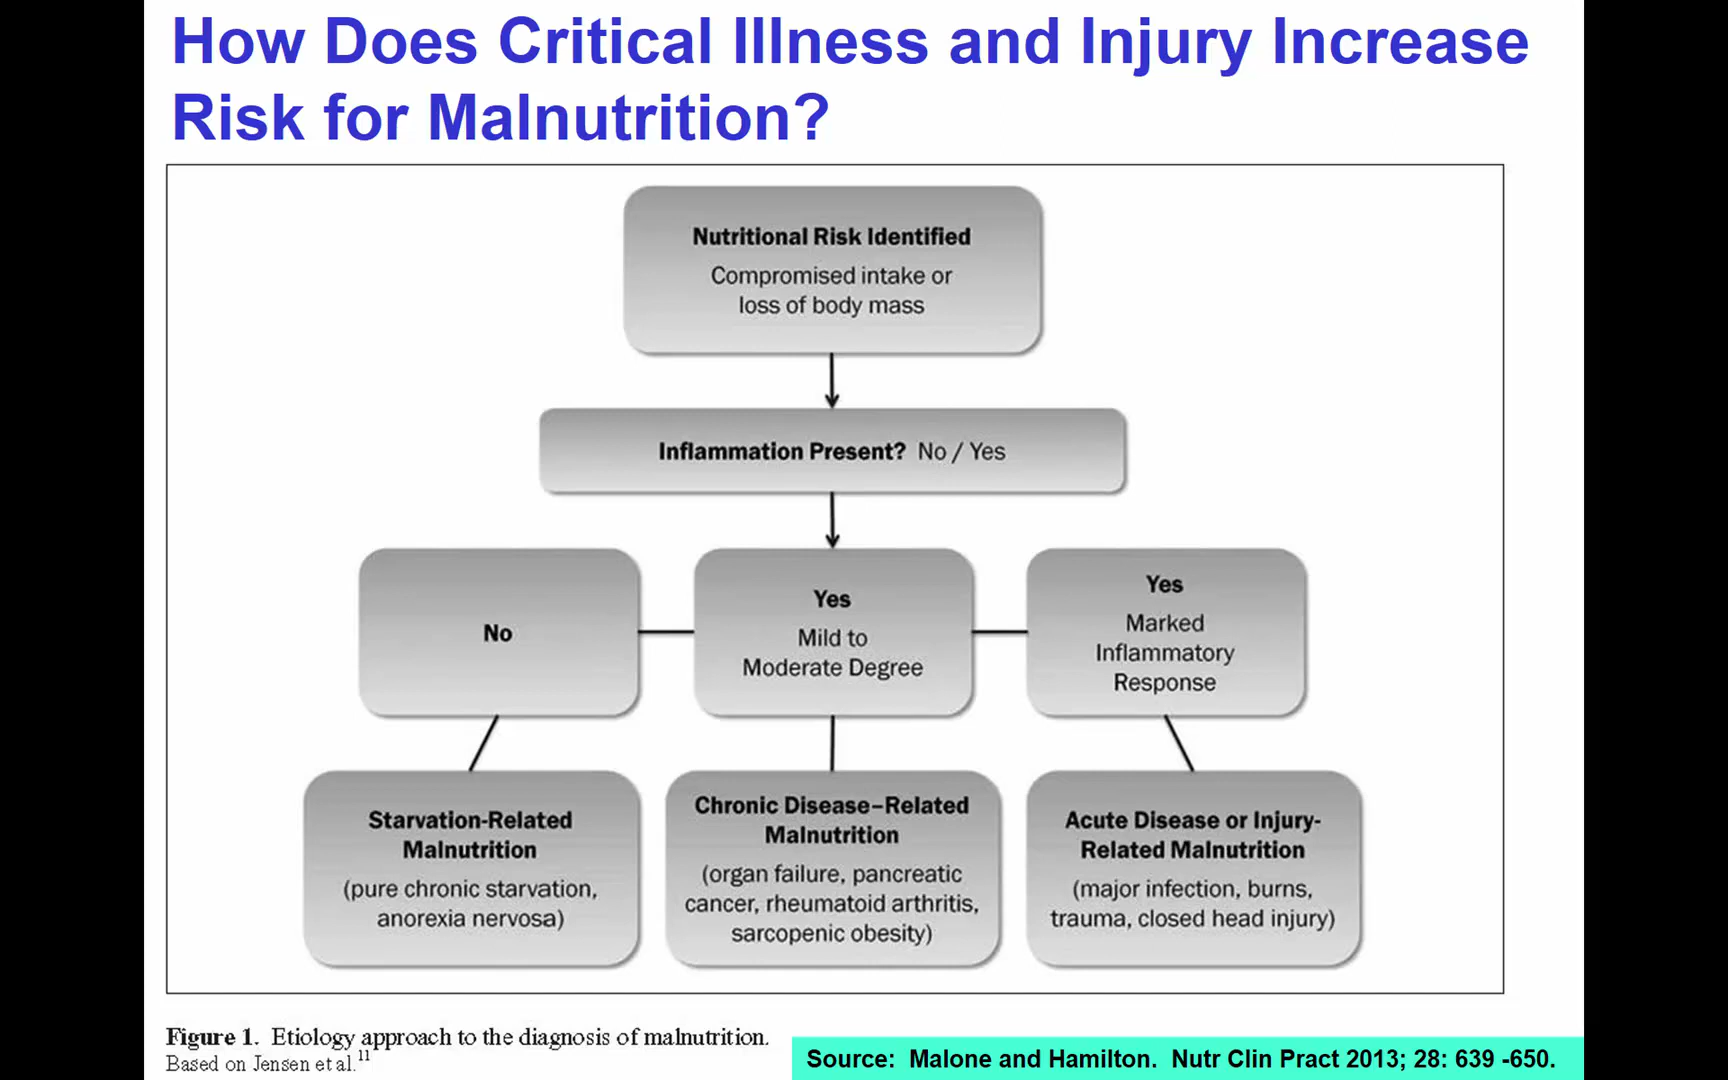 How Does Critical Illness and Injury Increase
Risk for Malnutrition?
Nutritional Risk Identified
Compromised intake or
loss of body mass
Inflammation Present? No / Yes
No
Yes
Mild to
Moderate Degree
Yes
Marked
Inflammatory
Response
Starvation-Related
Malnutrition
(pure chronic starvation,
anorexia nervosa)
Chronic Disease–Related
Malnutrition
(organ failure, pancreatic
cancer, rheumatoid arthritis,
sarcopenic obesity)
Acute Disease or Injury-
Related Malnutrition
(major infection, burns,
trauma, closed head injury)
Figure 1. Etiology approach to the diagnosis of malnutrition.
Based on Jensen et al.11
Source: Malone and Hamilton. Nutr Clin Pract 2013; 28: 639 -650.